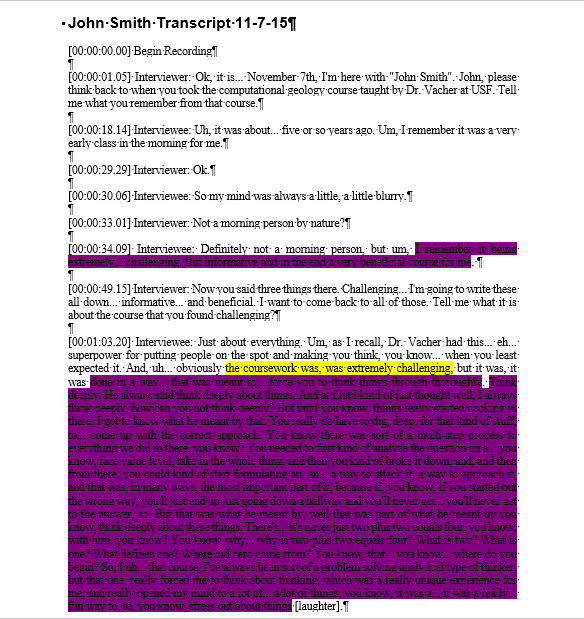 John Smith Transcript 11-7-15¶
[00:00:00.00] Begin Recording¶
¶
[00:00:01.05] Interviewer: Ok, it is... November 7th, I'm here with "John Smith". John, please
think back to when you took the computational geology course taught by Dr. Vacher at USF. Tell
me what you remember from that course.¶
¶
[00:00:18.14] Interviewee: Uh, it was about... five or so years ago. Um, I remember it was a very
early class in the morning for me.¶
¶
[00:00:29.29] Interviewer: Ok.¶
¶
[00:00:30.06] Interviewee: So my mind was always a little, a little blurry.¶
¶
[00:00:33.01] Interviewer: Not a morning person by nature?¶
¶
[00:00:34.09] Interviewee: Definitely not a morning person, but um, I remember it being
extremely... challenging. But informative and in the end a very beneficial course for me. ¶
¶
[00:00:49.15] Interviewer: Now you said three things there. Challenging... I'm going to write these
all down... informative... and beneficial. I want to come back to all of those. Tell me what it is
about the course that you found challenging?¶
¶
[00:01:03.20] Interviewee: Just about everything. Um, as I recall, Dr. Vacher had this... eh...
superpower for putting people on the spot and making you think, you know... when you least
expected it. And, uh... obviously the coursework was, was extremely challenging, but it was, it
was done in a way... that was meant to... force you to think things through thoroughly. Think
deeply. He always said think deeply about things. And at first I kind of just thought well, I always
think deeply, how can you not think deeply? But until you know, things really started cooking in
there, I got to know what he meant by that. You really do have to dig, deep, for that kind of stuff,
to... come up with the correct approach. You know there was sort of a multi-step process to
everything we did in there, you know? You needed to first kind of analyze the question on a... you
know, face value level, take in the whole thing, and then you kind of broke it down, and, and then
from there, you could kind of start formulating an, an... a way to attack it, a way to approach it,
and that was, in many ways, the most important part of it, because if, you know, if you started out
the wrong way, you'll just end up just going down a hallway and you'll never get... you'll never get
to the answer, so. But that was what he meant by, well that was part of what he meant by you
know, think deeply about these things. There's... it's never just two plus two equals four, you know,
with him, you know? You know, why... why is two plus two equals four? What is two? What is
one? What defines one? Where did zero come from? You know, that... you know... where do you
begin? So, I uh... that course, I've always been sort of a problem solving analytical type of thinker,
but that one really forced me to think about thinking, which was a really unique experience for
me, and really opened my mind to a lot of... a lot of things, you know, it was a... it was a really...
fun way to, to, you know, stress out about things [laughter].¶